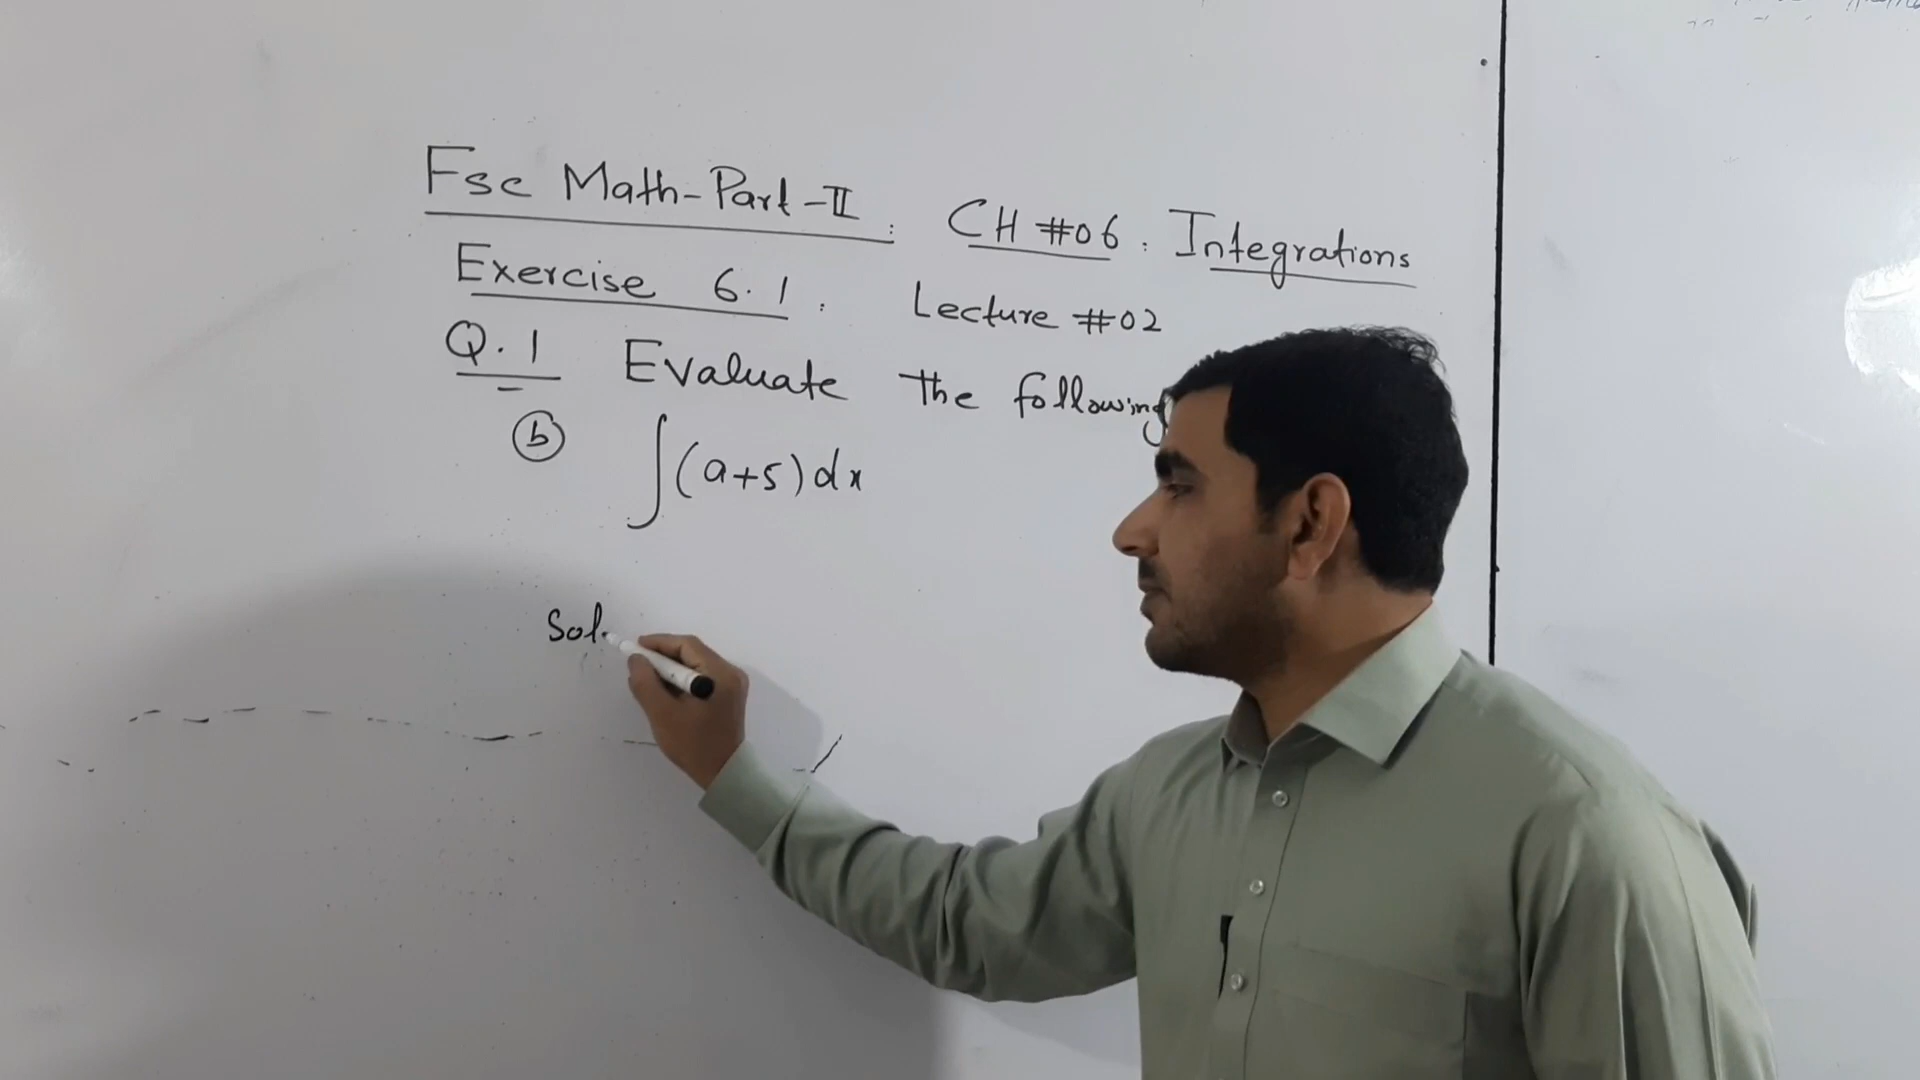 Fsc Math-Part-II : CH #06 : Integrations
Exercise 6.1 : Lecture #02
Q.1 Evaluate the following
(b) ∫(a+5)dx
Sol.